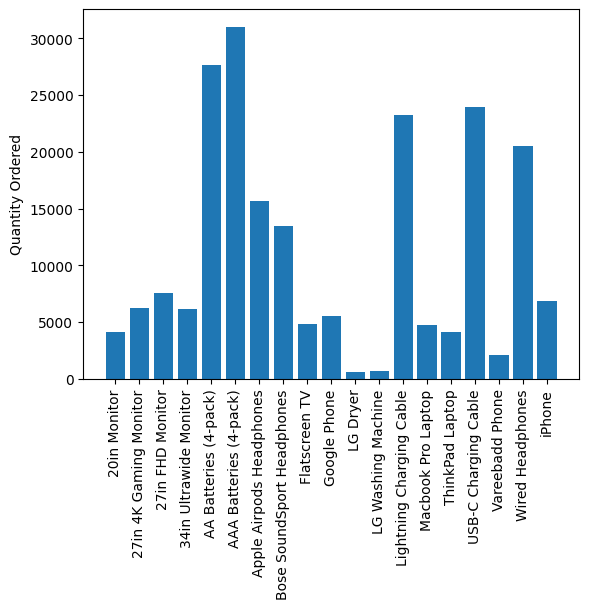 Quantity Ordered
30000
25000
20000
15000
10000
5000
0
20in Monitor
27in 4K Gaming Monitor
27in FHD Monitor
34in Ultrawide Monitor
AA Batteries (4-pack)
AAA Batteries (4-pack)
Apple Airpods Headphones
Bose SoundSport Headphones
Flatscreen TV
Google Phone
LG Dryer
LG Washing Machine
Lightning Charging Cable
Macbook Pro Laptop
ThinkPad Laptop
USB-C Charging Cable
Vareebadd Phone
Wired Headphones
iPhone